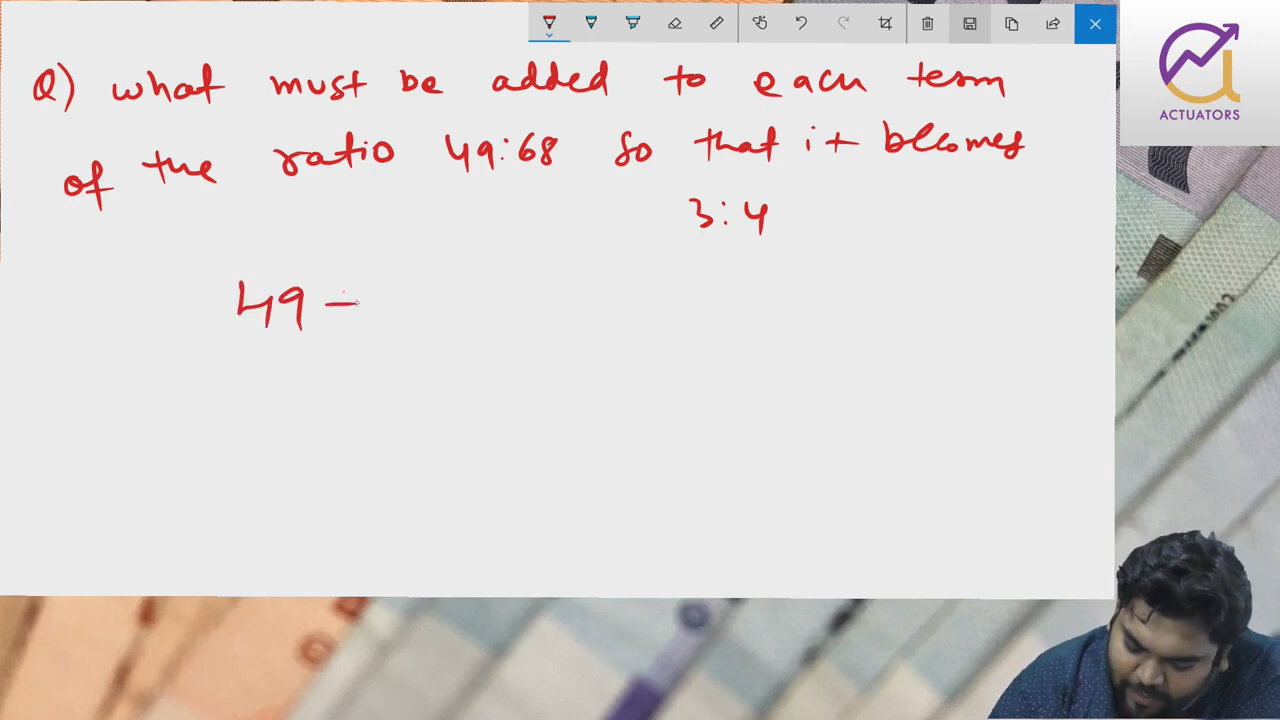 Q) what must be added to each term
of the ratio 49:68 so that it becomes
3:4
49
ACTUATORS